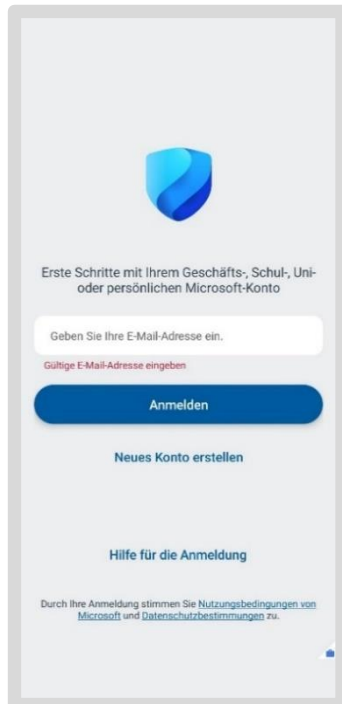 Erste Schritte mit Ihrem Geschäfts-, Schul-, Uni-
oder persönlichen Microsoft-Konto
Geben Sie Ihre E-Mail-Adresse ein.
Gültige E-Mail-Adresse eingeben
Anmelden
Neues Konto erstellen
Hilfe für die Anmeldung
Durch Ihre Anmeldung stimmen Sie Nutzungsbedingungen von
Microsoft und Datenschutzbestimmungen zu.